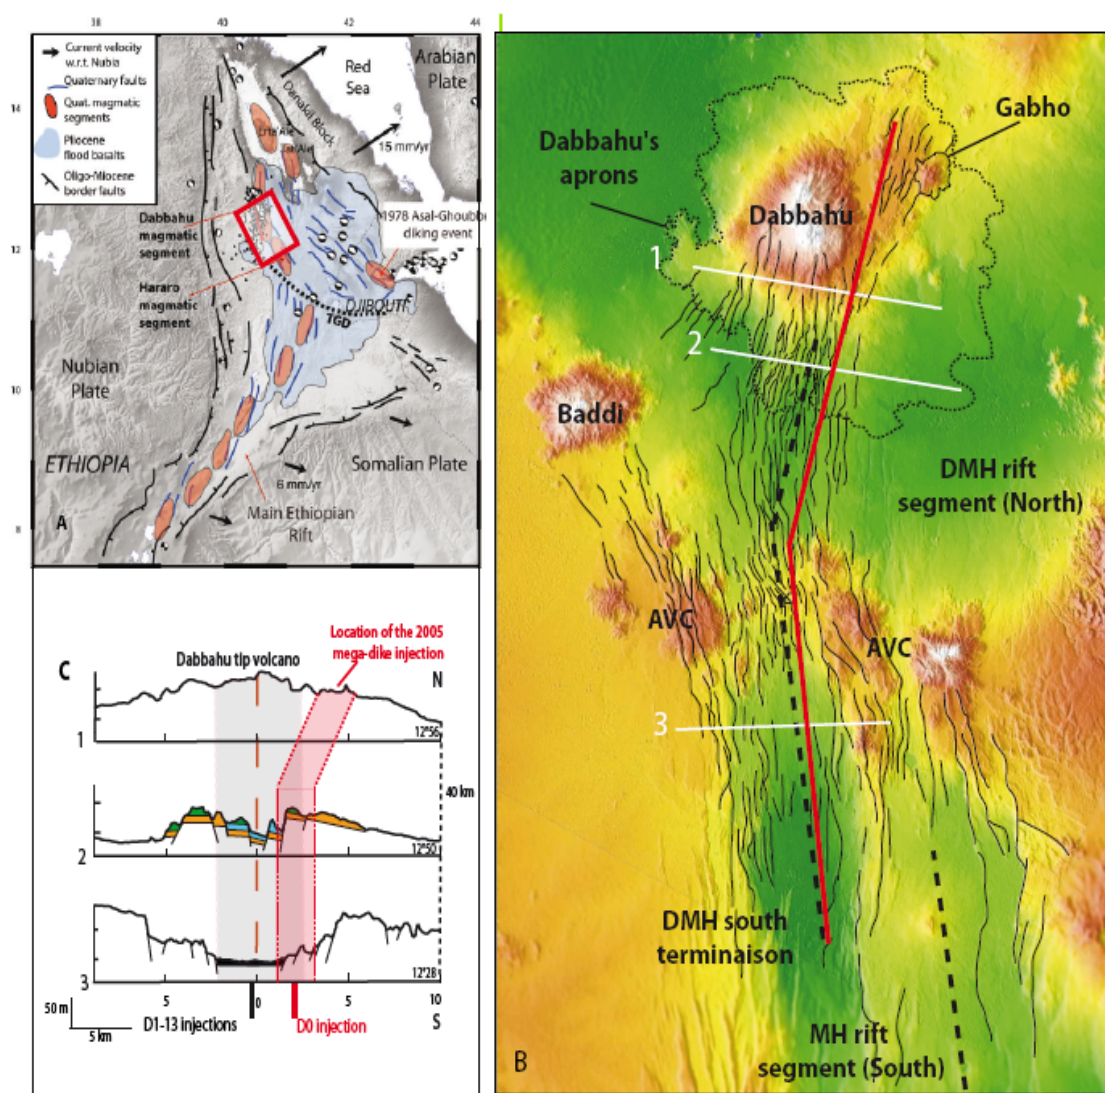 38
40
42
44
Current velocity
w.r.t. Nubia
Quaternary faults
Quat. magmatic
segments
Pliocene
flood basalts
Oligo-Miocene
border faults
Arabian
Plate
Red
Sea
Danakil Block
15 mm/yr
14
12
10
8
Dabbahu
magmatic
segment
1978 Asal-Ghoubbe
diking event
Hararo
magmatic
segment
DJIBOUTI
TGD
Nubian
Plate
ETHIOPIA
Somalian Plate
6 mm/yr
Main Ethiopian
Rift
A
Gabho
Dabbahu's
aprons
Dabbahu
1
2
Baddi
DMH rift
segment (North)
AVC
AVC
3
DMH south
terminaison
MH rift
segment (South)
B
C
Location of the 2005
mega-dike injection
Dabbahu tip volcano
N
1
12°56
40 km
2
12°50
3
12°28
50 m
5 km
5
0
5
10
S
D1-13 injections
D0 injection